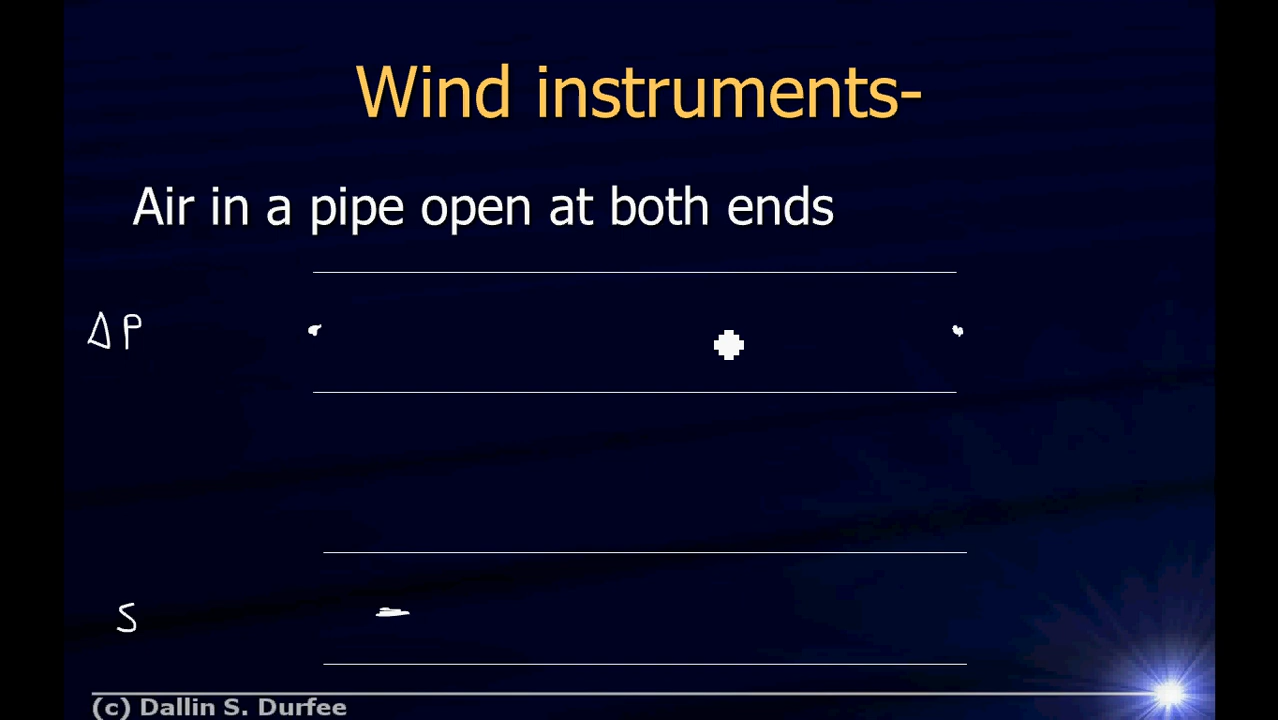 Wind instruments-
Air in a pipe open at both ends
ΔP
S
(c) Dallin S. Durfee